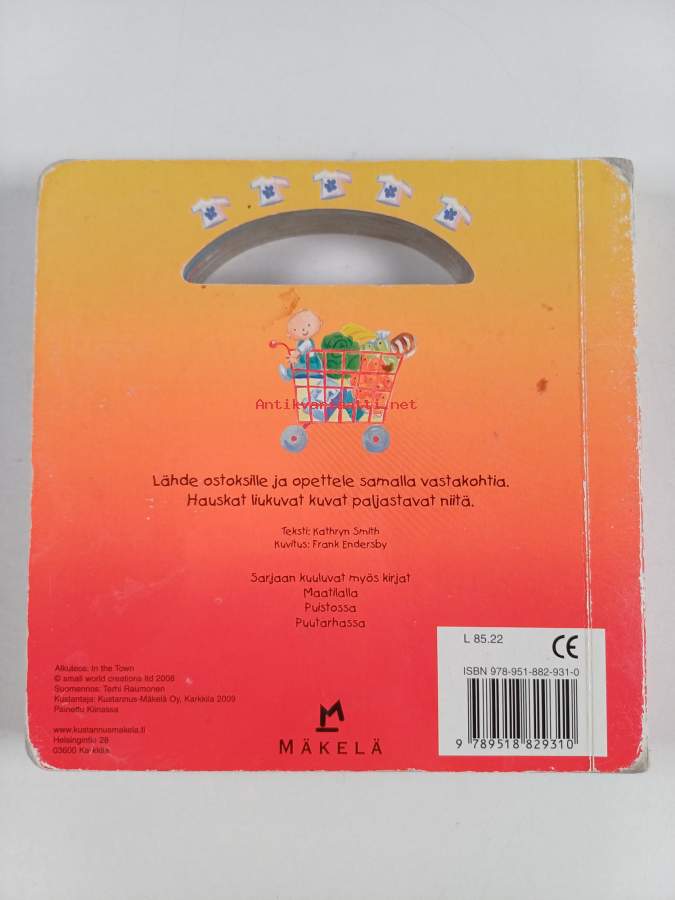 Antikvariaatti.net
Lähde ostoksille ja opettele samalla vastakohtia.
Hauskat liukuvat kuvat paljastavat niitä.
Teksti: Kathryn Smith
Kuvitus: Frank Endersby
Sarjaan kuuluvat myös kirjat
Maatilalla
Puistossa
Puutarhassa
L 85.22
CE
ISBN 978-951-882-931-0
9 789518 829310
Alkuteos: In the Town
© small world creations ltd 2008
Suomennos: Terhi Raumonen
Kustantaja: Kustannus-Mäkelä Oy, Karkkila 2009
Painettu Kiinassa
www.kustannusmakela.fi
Helsingintie 28
03600 Karkkila
M
MÄKELÄ